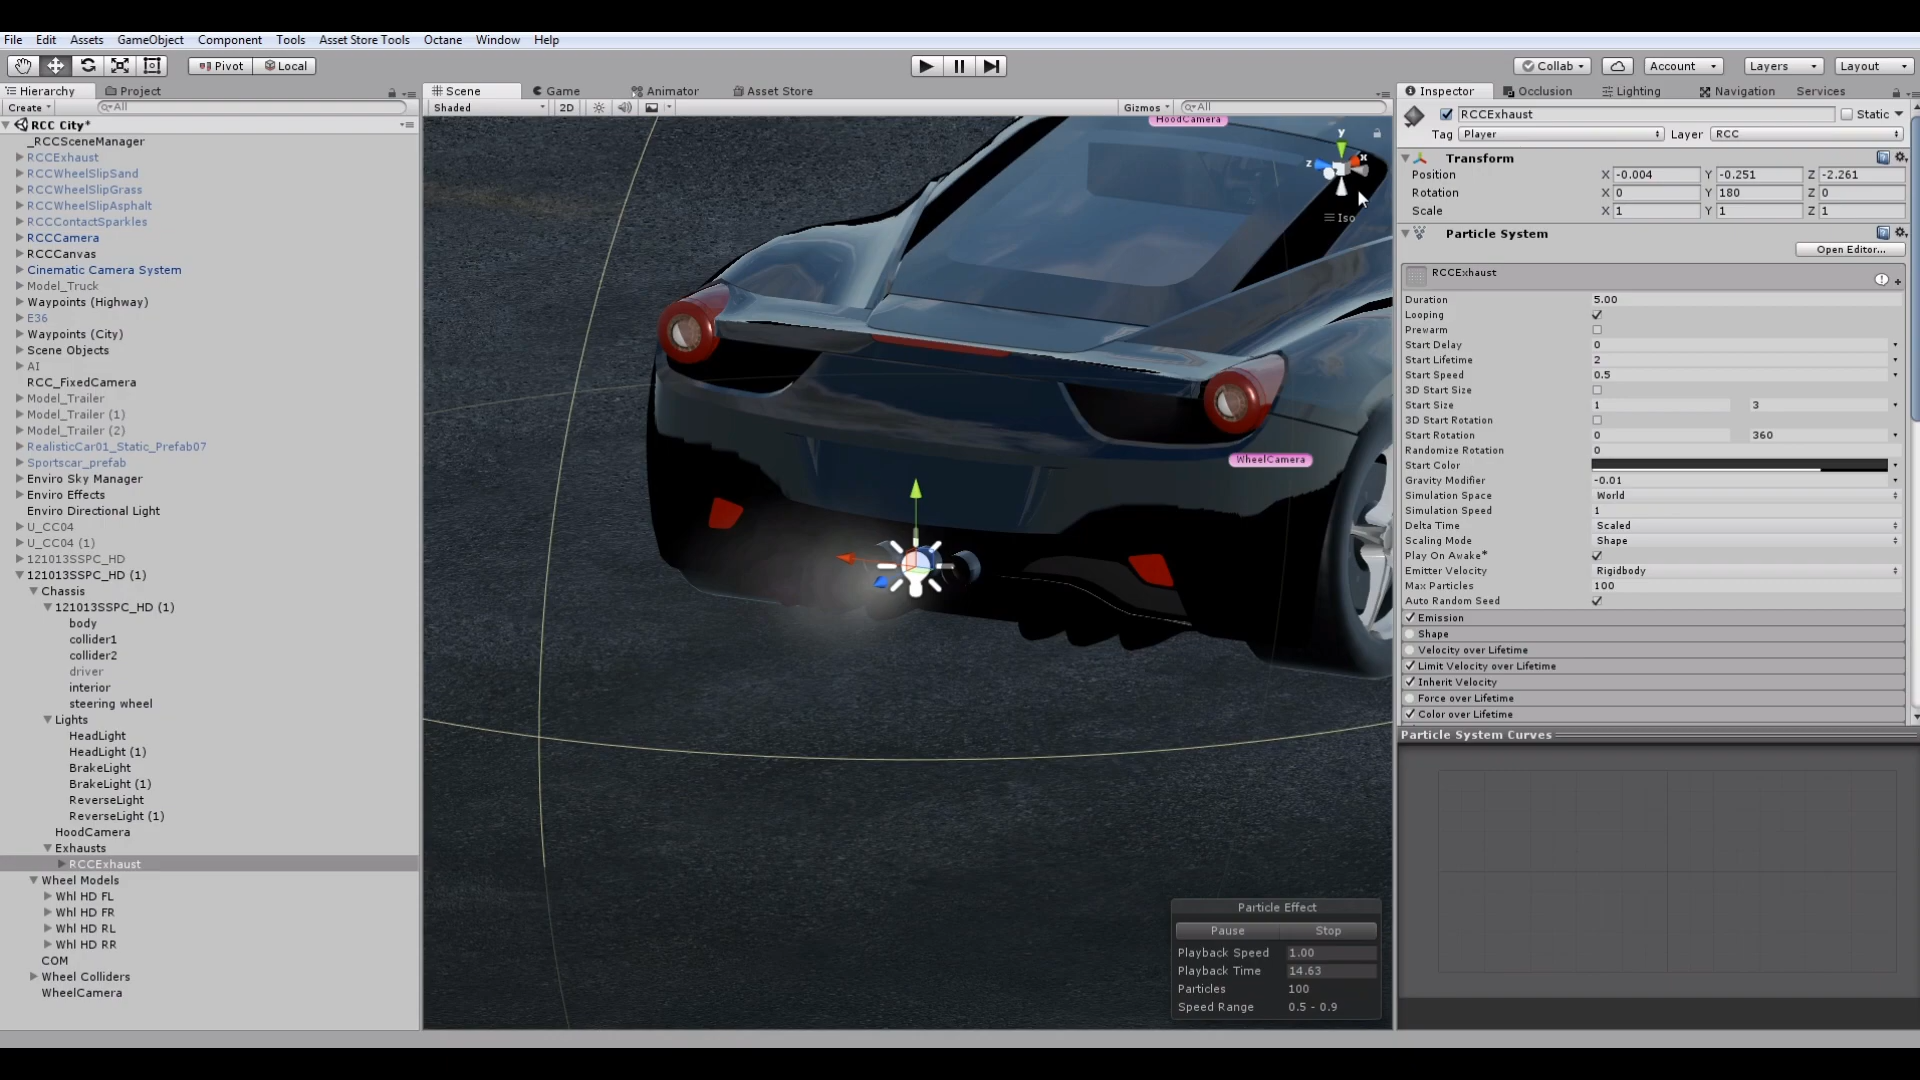 File Edit Assets GameObject Component Tools Asset Store Tools Octane Window Help
Pivot Local Collab Account Layers Layout
Hierarchy Project
Create All
RCC City*
_RCCSceneManager
RCCExhaust
RCCWheelSlipSand
RCCWheelSlipGrass
RCCWheelSlipAsphalt
RCCContactSparkles
RCCCamera
RCCCanvas
Cinematic Camera System
Model_Truck
Waypoints (Highway)
E36
Waypoints (City)
Scene Objects
AI
RCC_FixedCamera
Model_Trailer
Model_Trailer (1)
Model_Trailer (2)
RealisticCar01_Static_Prefab07
Sportscar_prefab
Enviro Sky Manager
Enviro Effects
Enviro Directional Light
U_CC04
U_CC04 (1)
121013SSPC_HD
121013SSPC_HD (1)
Chassis
121013SSPC_HD (1)
body
collider1
collider2
driver
interior
steering wheel
Lights
HeadLight
HeadLight (1)
BrakeLight
BrakeLight (1)
ReverseLight
ReverseLight (1)
HoodCamera
Exhausts
RCCExhaust
Wheel Models
Whl HD FL
Whl HD FR
Whl HD RL
Whl HD RR
COM
Wheel Colliders
WheelCamera
Scene Game Animator Asset Store
Shaded 2D Gizmos All
HoodCamera
y
z x
Iso
WheelCamera
Particle Effect
Pause Stop
Playback Speed 1.00
Playback Time 14.63
Particles 100
Speed Range 0.5 - 0.9
Inspector Occlusion Lighting Navigation Services
RCCExhaust Static
Tag Player Layer RCC
Transform
Position X -0.004 Y -0.251 Z -2.261
Rotation X 0 Y 180 Z 0
Scale X 1 Y 1 Z 1
Particle System
Open Editor...
RCCExhaust
Duration 5.00
Looping
Prewarm
Start Delay 0
Start Lifetime 2
Start Speed 0.5
3D Start Size
Start Size 1 3
3D Start Rotation
Start Rotation 0 360
Randomize Rotation 0
Start Color
Gravity Modifier -0.01
Simulation Space World
Simulation Speed 1
Delta Time Scaled
Scaling Mode Shape
Play On Awake*
Emitter Velocity Rigidbody
Max Particles 100
Auto Random Seed
Emission
Shape
Velocity over Lifetime
Limit Velocity over Lifetime
Inherit Velocity
Force over Lifetime
Color over Lifetime
Particle System Curves